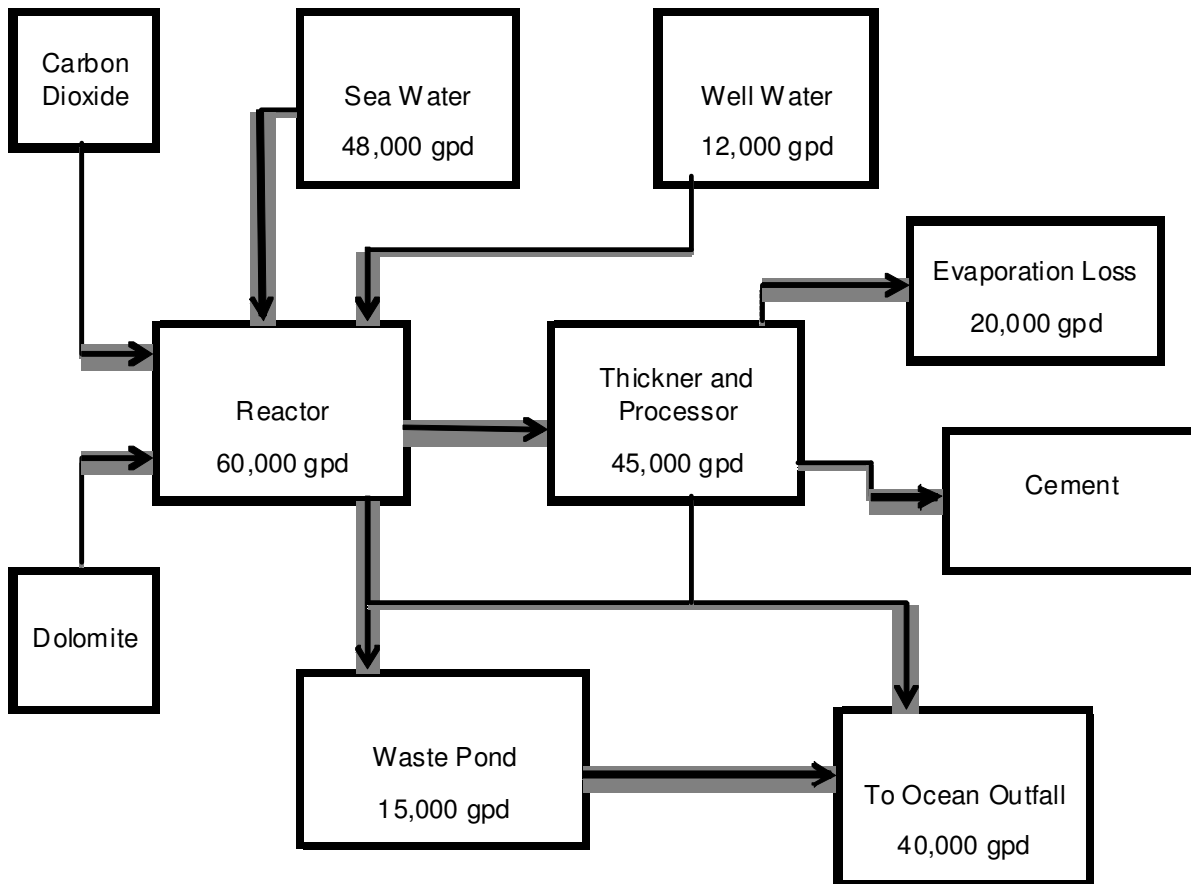 Carbon
Dioxide
Sea Water
48,000 gpd
Well Water
12,000 gpd
Evaporation Loss
20,000 gpd
Reactor
60,000 gpd
Thickner and
Processor
45,000 gpd
Cement
Dolomite
Waste Pond
15,000 gpd
To Ocean Outfall
40,000 gpd